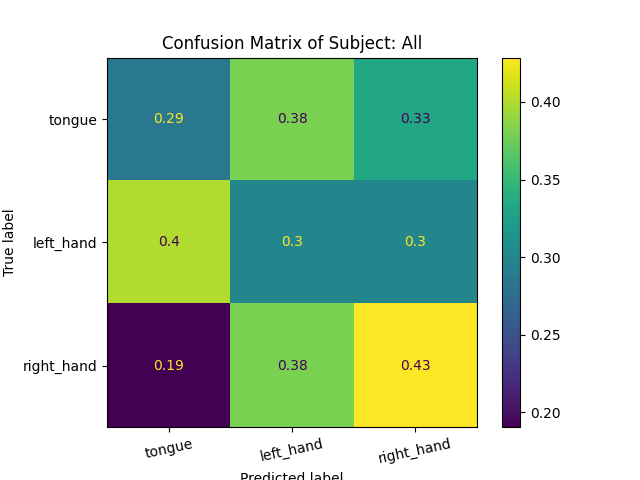 Confusion Matrix of Subject: All
True label
tongue
0.29 0.38 0.33
left_hand
0.4 0.3 0.3
right_hand
0.19 0.38 0.43
tongue left_hand right_hand
Predicted label
0.40
0.35
0.30
0.25
0.20